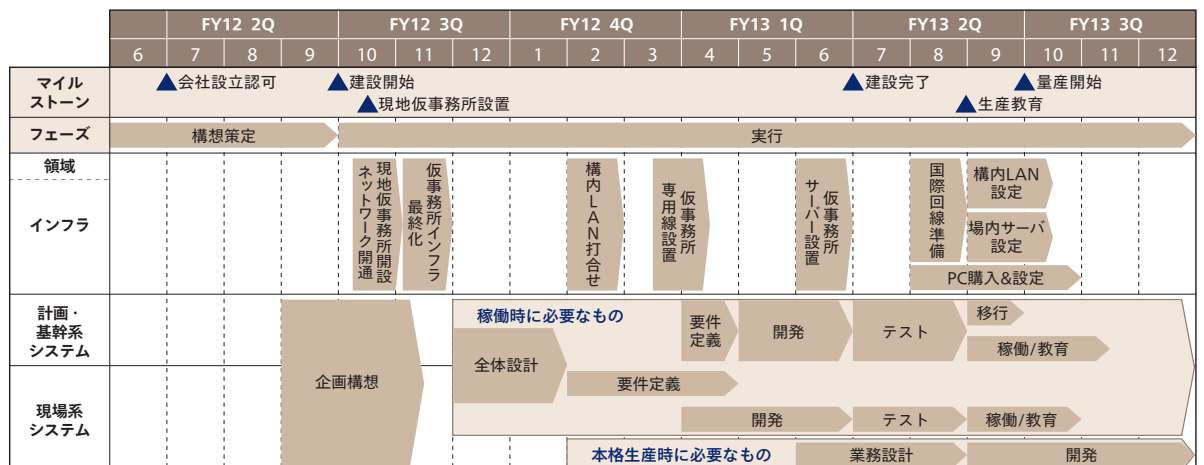 FY12 2Q FY12 3Q FY12 4Q FY13 1Q FY13 2Q FY13 3Q
6 7 8 9 10 11 12 1 2 3 4 5 6 7 8 9 10 11 12
マイル
ストーン
会社設立認可
建設開始
現地仮事務所設置
建設完了
生産教育
量産開始
フェーズ
構想策定
実行
領域
インフラ
現地仮事務所開設
ネットワーク開通
仮事務所インフラ
最終化
構内LAN打合せ
仮事務所
専用線設置
仮事務所
サーバー設置
国際回線準備
構内LAN
設定
場内サーバ
設定
PC購入&設定
計画・
基幹系
システム
現場系
システム
企画構想
稼働時に必要なもの
全体設計
要件
定義
開発
テスト
移行
稼働/教育
要件定義
開発
テスト
稼働/教育
本格生産時に必要なもの
業務設計
開発